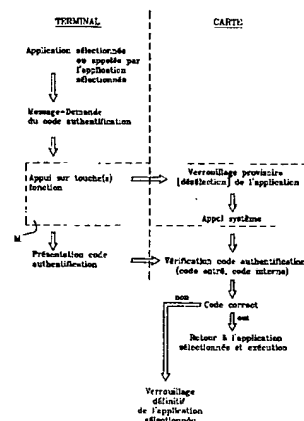 TERMINAL
CARTE
Application sélectionnée
ou appelée par
l'application
sélectionnée
Message-Demande
du code authentification
Appui sur touche(s)
fonction
Verrouillage provisoire
[désélection] de l'application
Appel système
M
Présentation code
authentification
Vérification code authentification
(code entré, code interne)
non
Code correct
oui
Retour à l'application
sélectionnée et exécution
Verrouillage
définitif
de l'application
sélectionnée